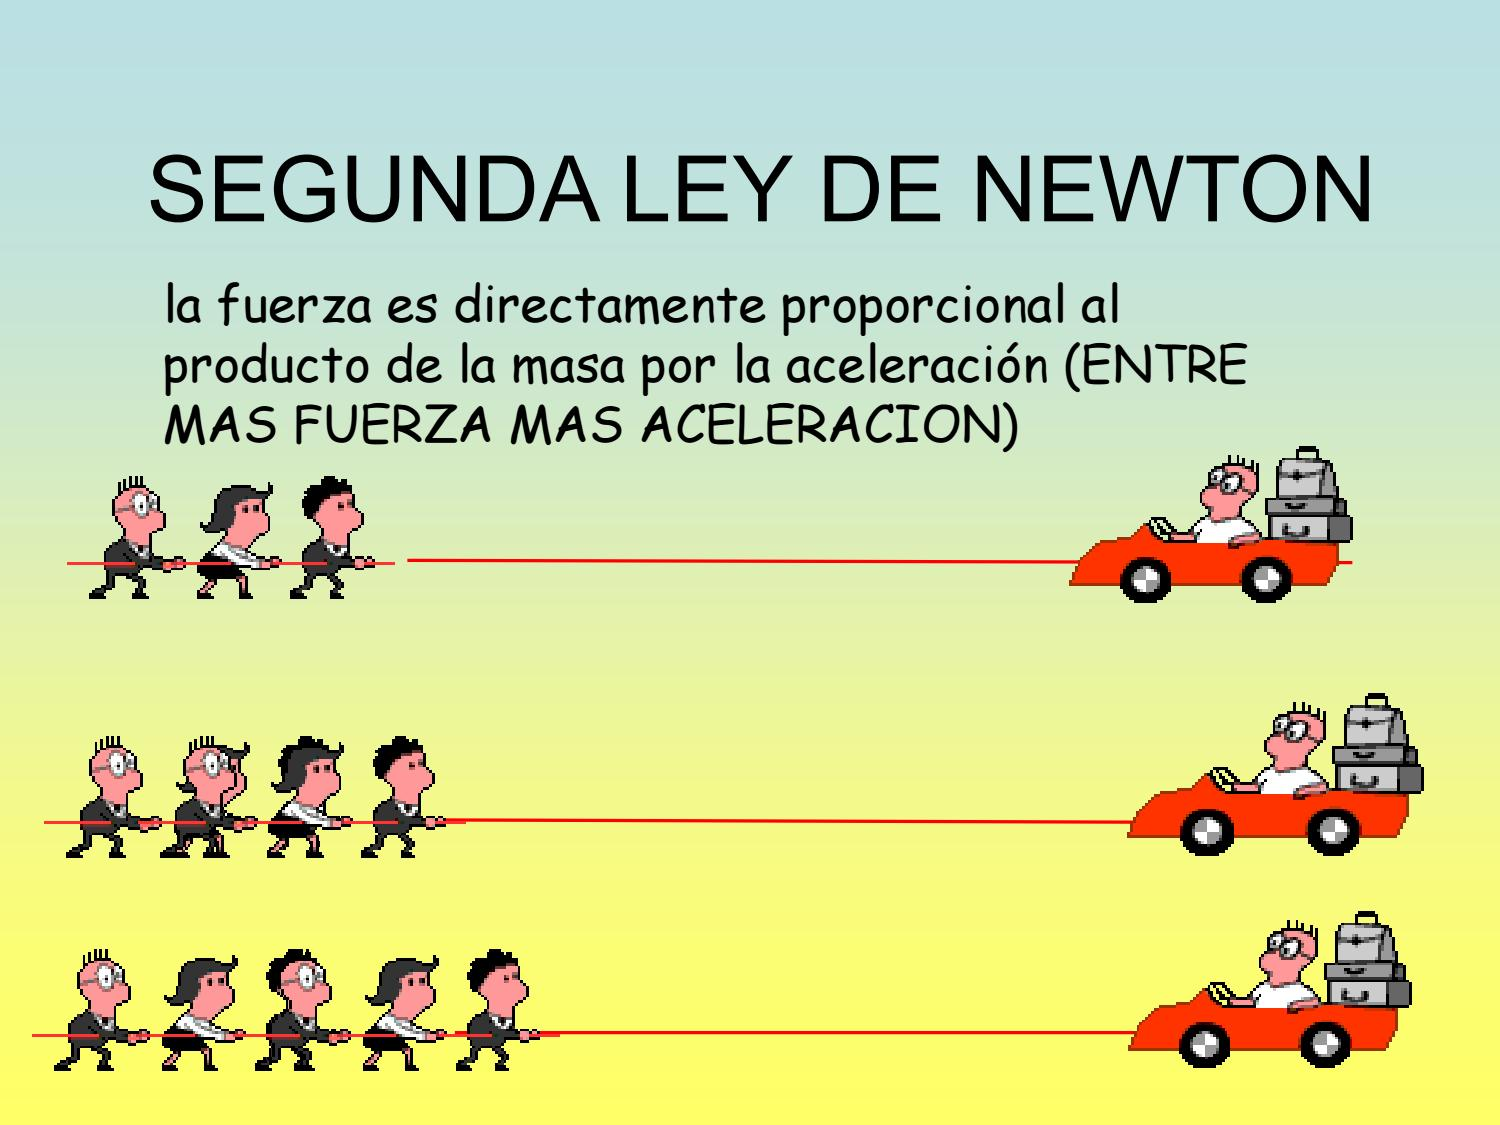 SEGUNDA LEY DE NEWTON
la fuerza es directamente proporcional al
producto de la masa por la aceleración (ENTRE
MAS FUERZA MAS ACELERACION)